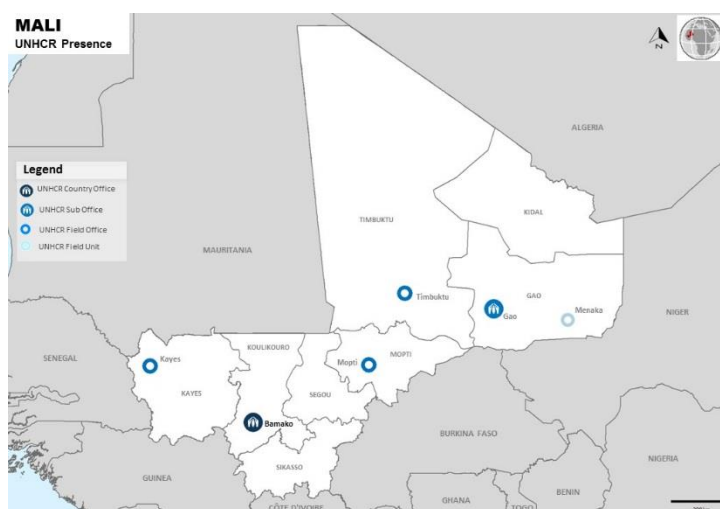 MALI
UNHCR Presence
N
ALGERIA
Legend
UNHCR Country Office
UNHCR Sub Office
UNHCR Field Office
UNHCR Field Unit
TIMBUKTU
KIDAL
MAURITANIA
Timbuktu
GAO
Gao
Menaka
NIGER
SENEGAL
Kayes
KOULIKOURO
Mopti
MOPTI
KAYES
SEGOU
Bamako
BURKINA FASO
SIKASSO
GUINEA
NIGERIA
BENIN
GHANA
TOGO
CÔTE D'IVOIRE